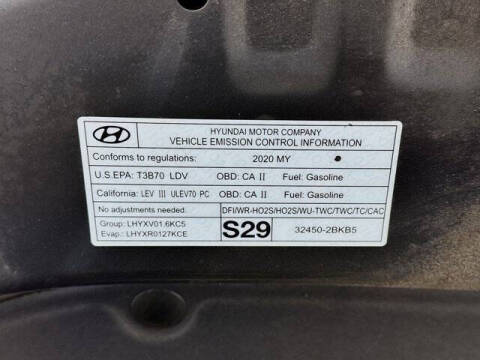 HYUNDAI MOTOR COMPANY
VEHICLE EMISSION CONTROL INFORMATION
Conforms to regulations: 2020 MY
U.S.EPA: T3B70 LDV OBD: CA II Fuel: Gasoline
California: LEV III ULEV70 PC OBD: CA II Fuel: Gasoline
No adjustments needed. DFI/WR-HO2S/HO2S/WU-TWC/TWC/TC/CAC
Group: LHYXV01.6KC5
Evap.: LHYXR0127KCE
S29
32450-2BKB5